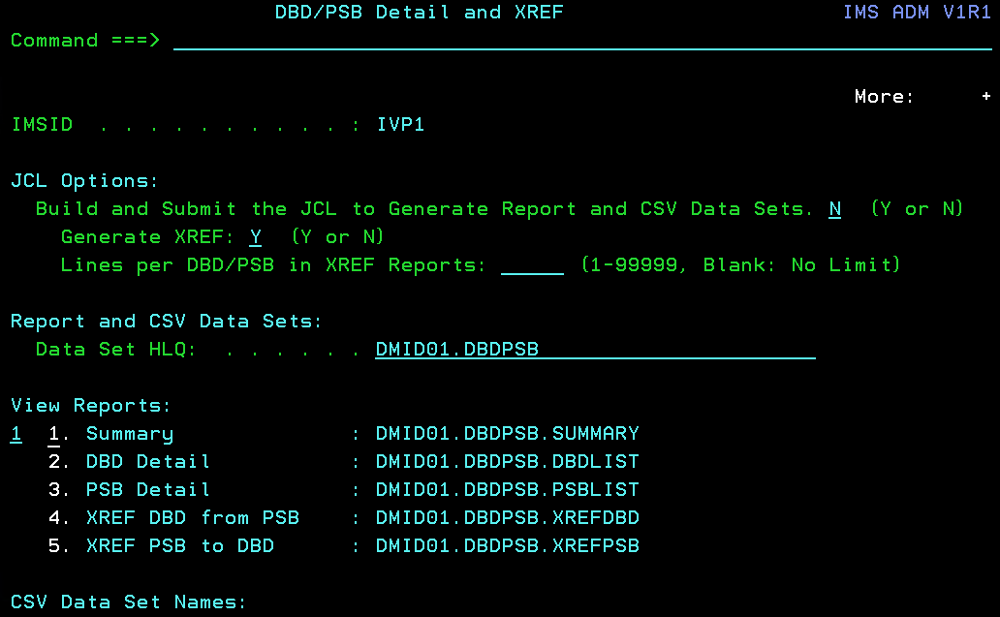 DBD/PSB Detail and XREF IMS ADM V1R1
Command ===>
More: +
IMSID . . . . . . . . . . . : IVP1
JCL Options:
Build and Submit the JCL to Generate Report and CSV Data Sets. N (Y or N)
Generate XREF: Y (Y or N)
Lines per DBD/PSB in XREF Reports: (1-99999, Blank: No Limit)
Report and CSV Data Sets:
Data Set HLQ: . . . . . . DMID01.DBDPSB
View Reports:
1 1. Summary : DMID01.DBDPSB.SUMMARY
2. DBD Detail : DMID01.DBDPSB.DBDLIST
3. PSB Detail : DMID01.DBDPSB.PSBLIST
4. XREF DBD from PSB : DMID01.DBDPSB.XREFDBD
5. XREF PSB to DBD : DMID01.DBDPSB.XREFPSB
CSV Data Set Names: